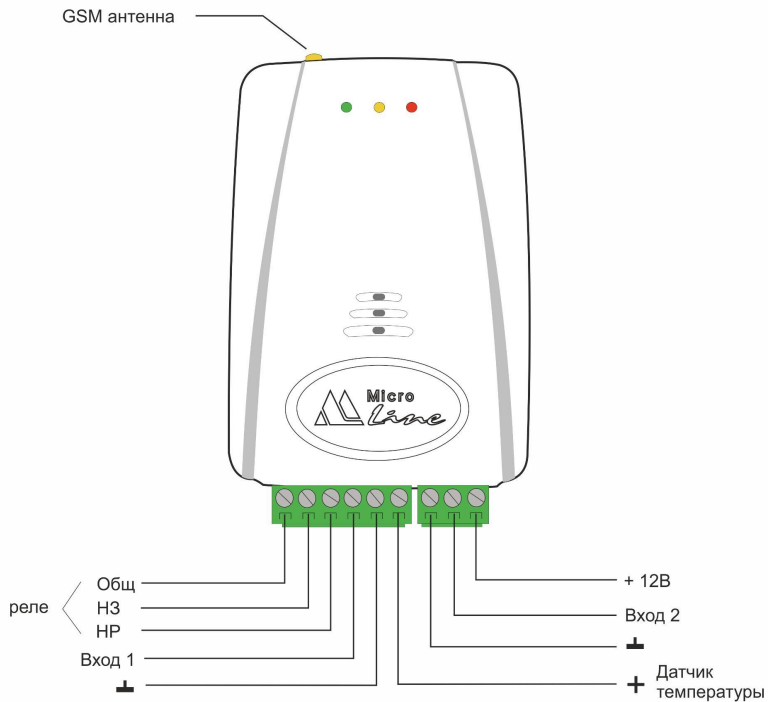 GSM антенна
Micro
Line
Общ
реле
НЗ
НР
Вход 1
+ 12В
Вход 2
Датчик
температуры